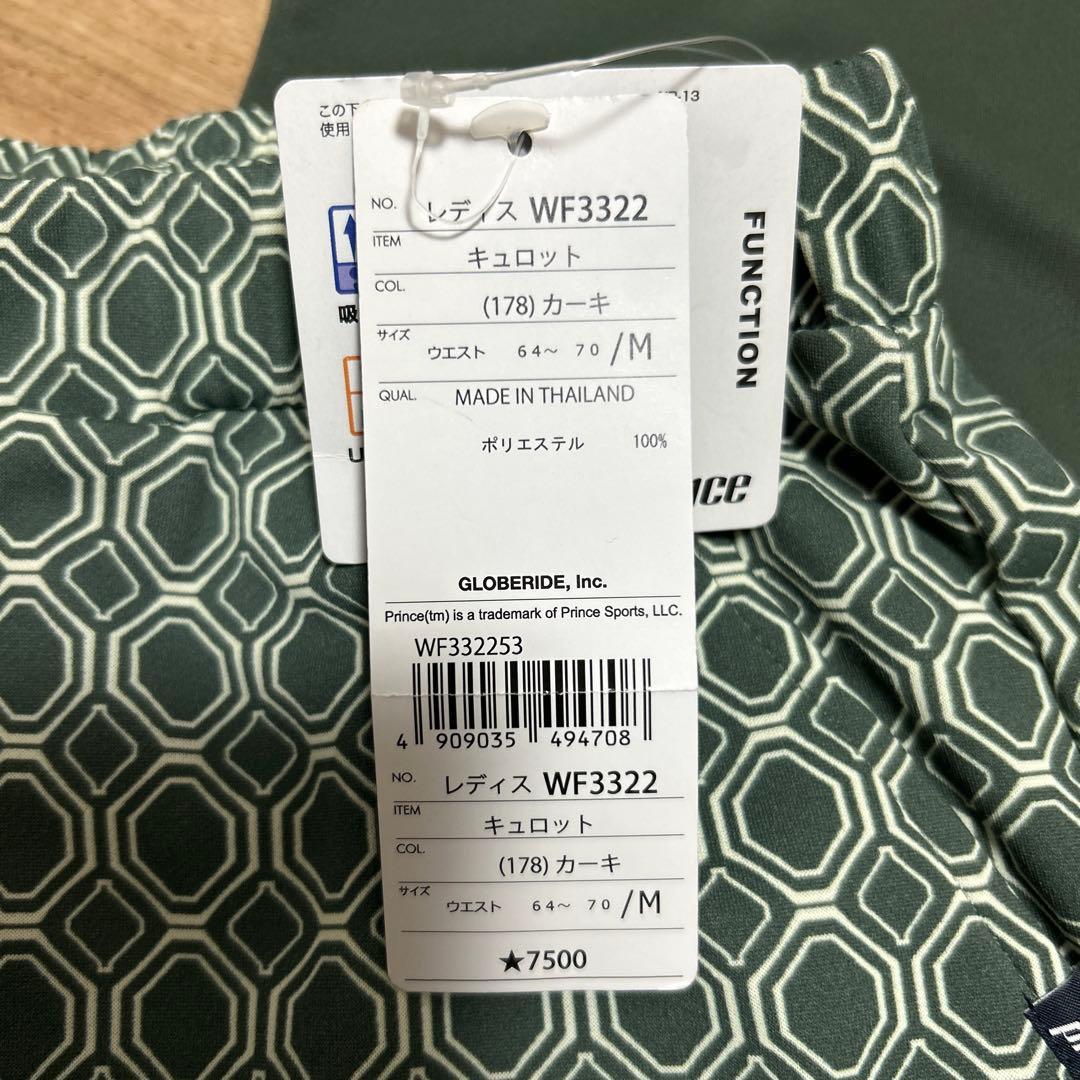 この下
使用
-13
吸
U
FUNCTION
nce
NO. レディス WF3322
ITEM
キュロット
COL.
(178) カーキ
サイズ
ウエスト 64~ 70 /M
QUAL. MADE IN THAILAND
ポリエステル 100%
GLOBERIDE, Inc.
Prince(tm) is a trademark of Prince Sports, LLC.
WF332253
4 909035 494708
NO. レディス WF3322
ITEM
キュロット
COL.
(178) カーキ
サイズ
ウエスト 64~ 70 /M
★7500